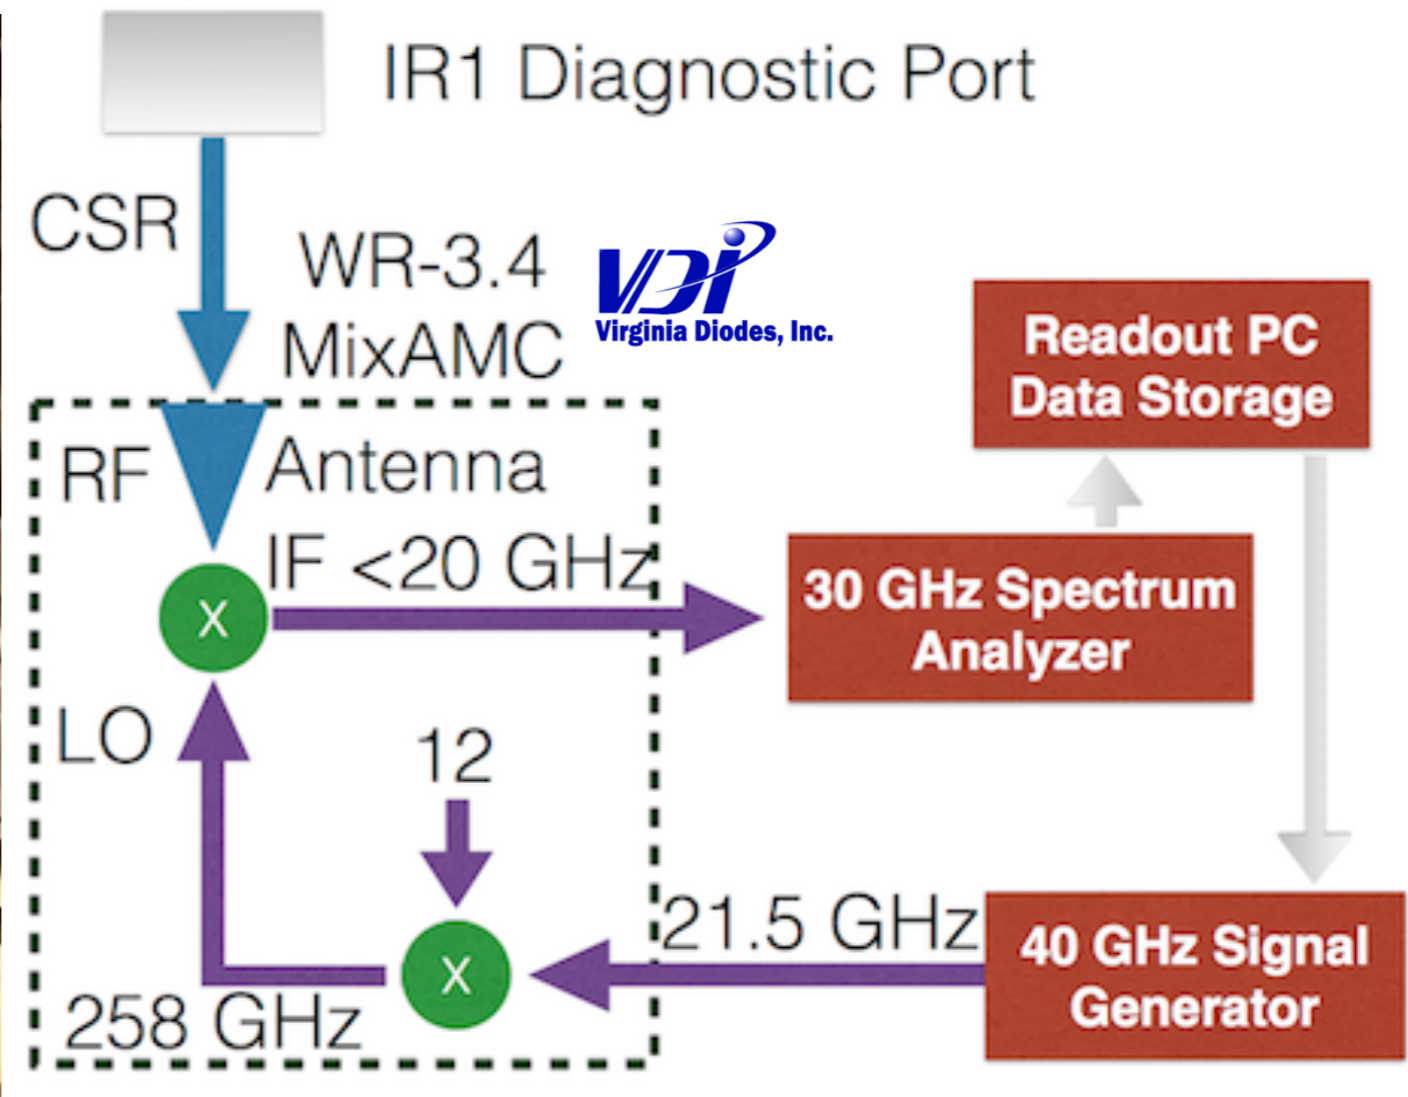 IR1 Diagnostic Port
CSR
WR-3.4
MixAMC
VDI
Virginia Diodes, Inc.
Readout PC
Data Storage
RF
Antenna
IF <20 GHz
X
30 GHz Spectrum
Analyzer
LO
12
21.5 GHz
X
40 GHz Signal
Generator
258 GHz